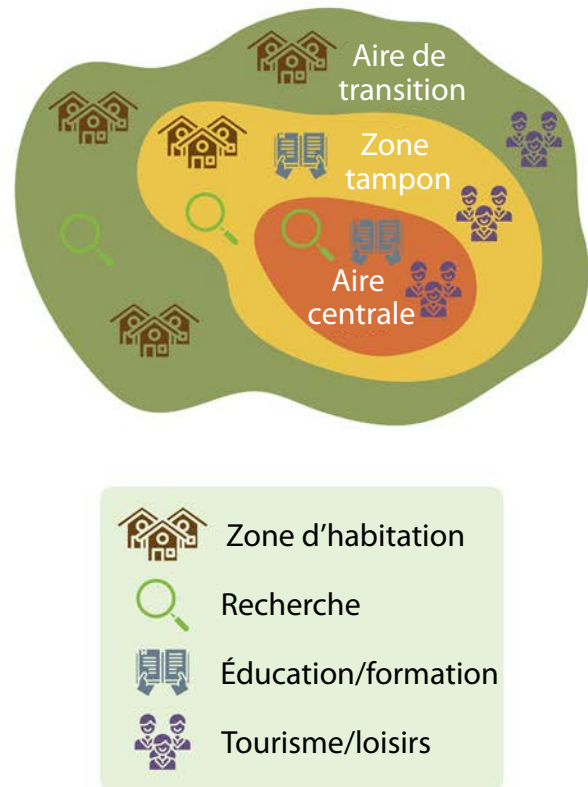 Aire de
transition
Zone
tampon
Aire
centrale
Zone d’habitation
Recherche
Éducation/formation
Tourisme/loisirs